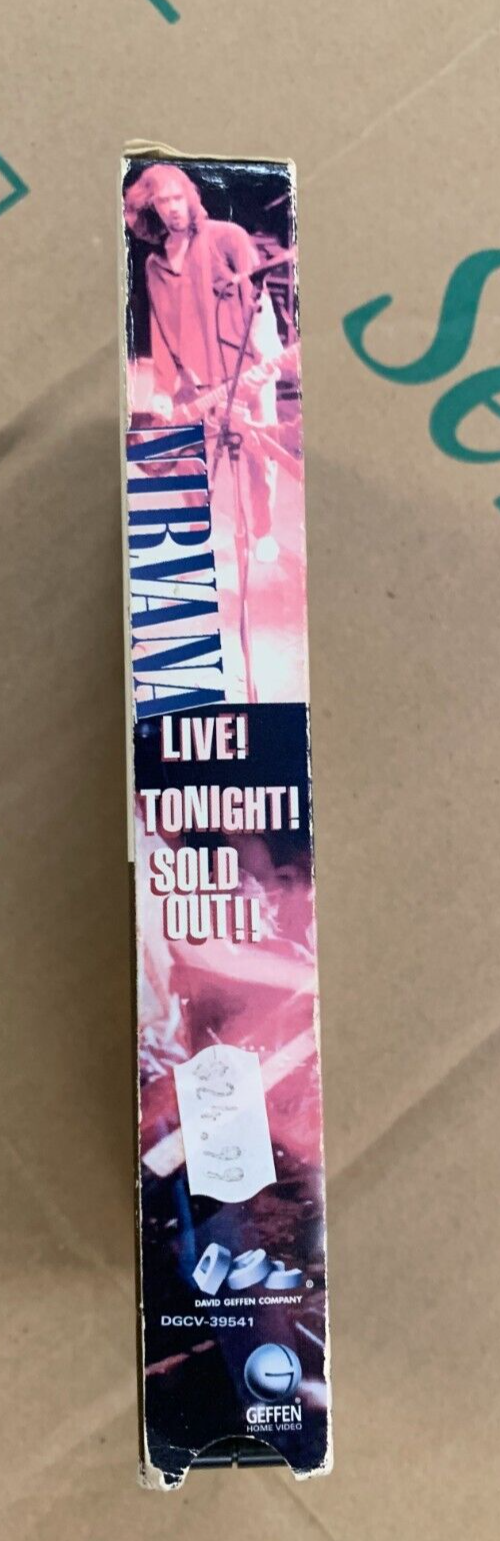 NIRVANA
LIVE!
TONIGHT!
SOLD
OUT!!
$24.99
DAVID GEFFEN COMPANY
DGCV-39541
GEFFEN
HOME VIDEO